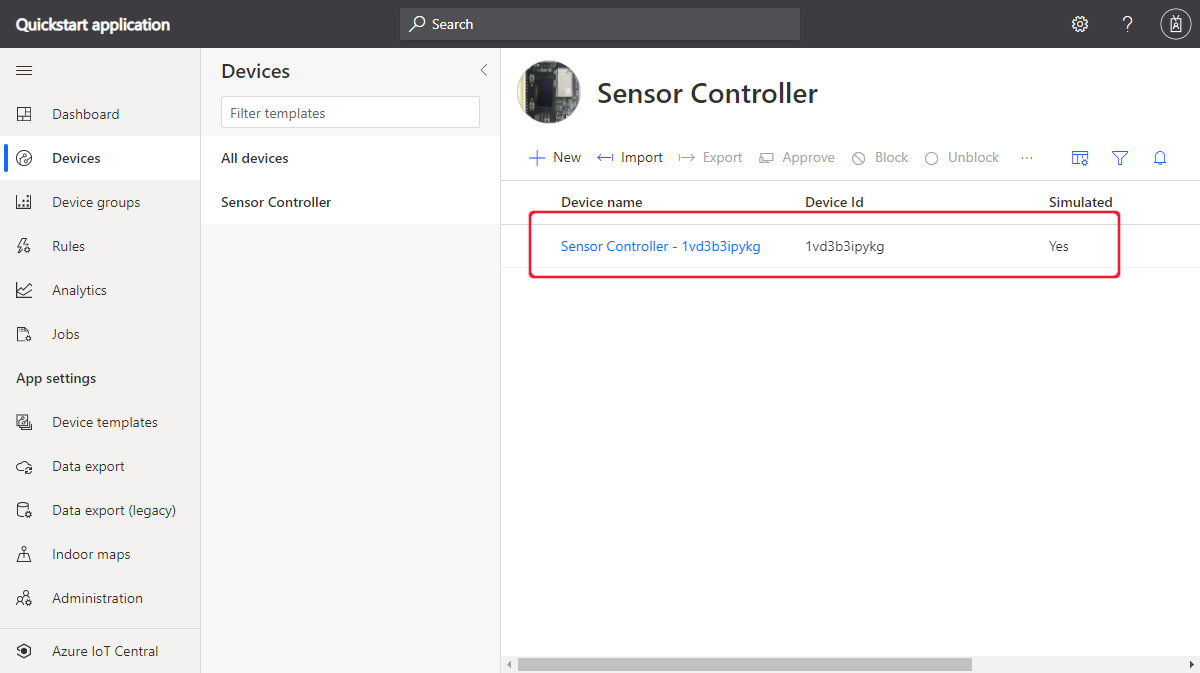 Quickstart application
Search
Dashboard
Devices
Device groups
Rules
Analytics
Jobs
App settings
Device templates
Data export
Data export (legacy)
Indoor maps
Administration
Azure IoT Central
Devices
Filter templates
All devices
Sensor Controller
Sensor Controller
New Import Export Approve Block Unblock ...
Device name Device Id Simulated
Sensor Controller - 1vd3b3ipykg 1vd3b3ipykg Yes